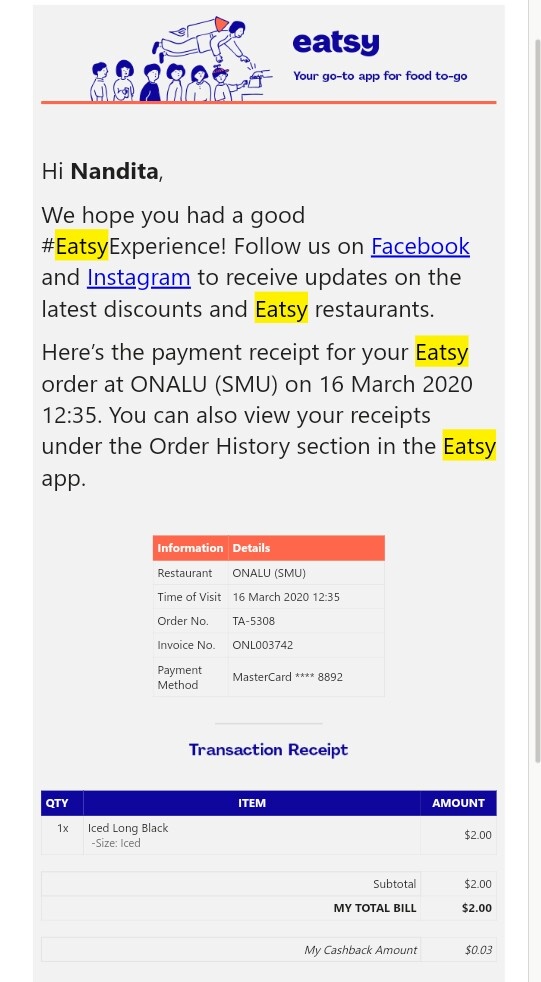 eatsy
Your go-to app for food to-go
Hi Nandita,
We hope you had a good
#EatsyExperience! Follow us on Facebook
and Instagram to receive updates on the
latest discounts and Eatsy restaurants.
Here's the payment receipt for your Eatsy
order at ONALU (SMU) on 16 March 2020
12:35. You can also view your receipts
under the Order History section in the Eatsy
app.
Information Details
Restaurant ONALU (SMU)
Time of Visit 16 March 2020 12:35
Order No. TA-5308
Invoice No. ONL003742
Payment
Method MasterCard **** 8892
Transaction Receipt
QTY ITEM AMOUNT
1x Iced Long Black $2.00
-Size: Iced
Subtotal $2.00
MY TOTAL BILL $2.00
My Cashback Amount $0.03